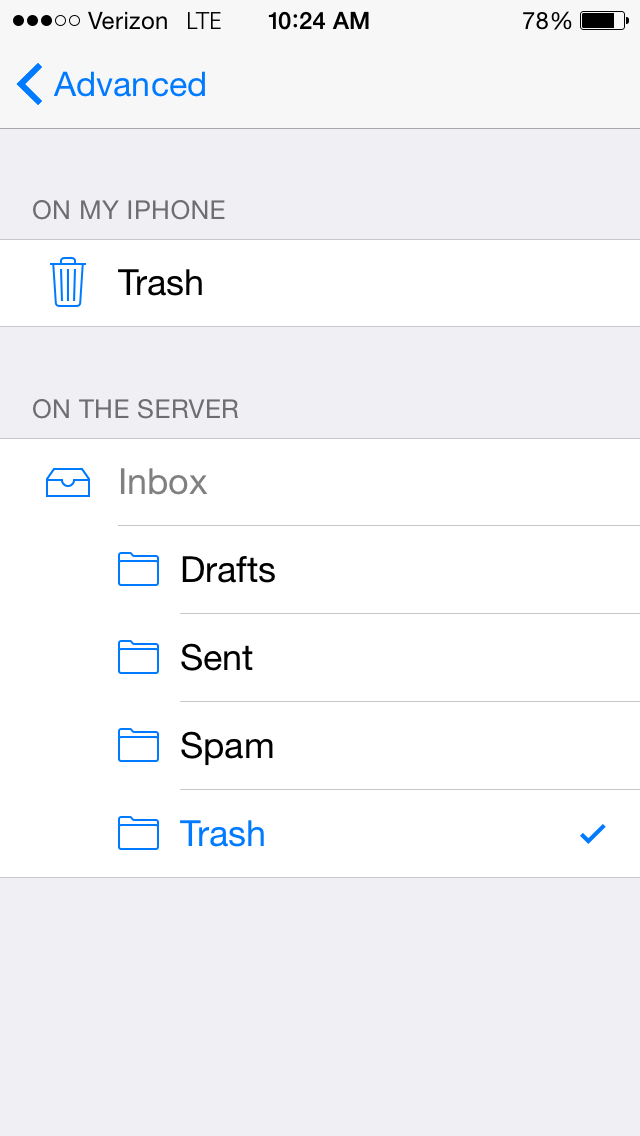 Verizon LTE 10:24 AM 78%
Advanced
ON MY IPHONE
Trash
ON THE SERVER
Inbox
Drafts
Sent
Spam
Trash